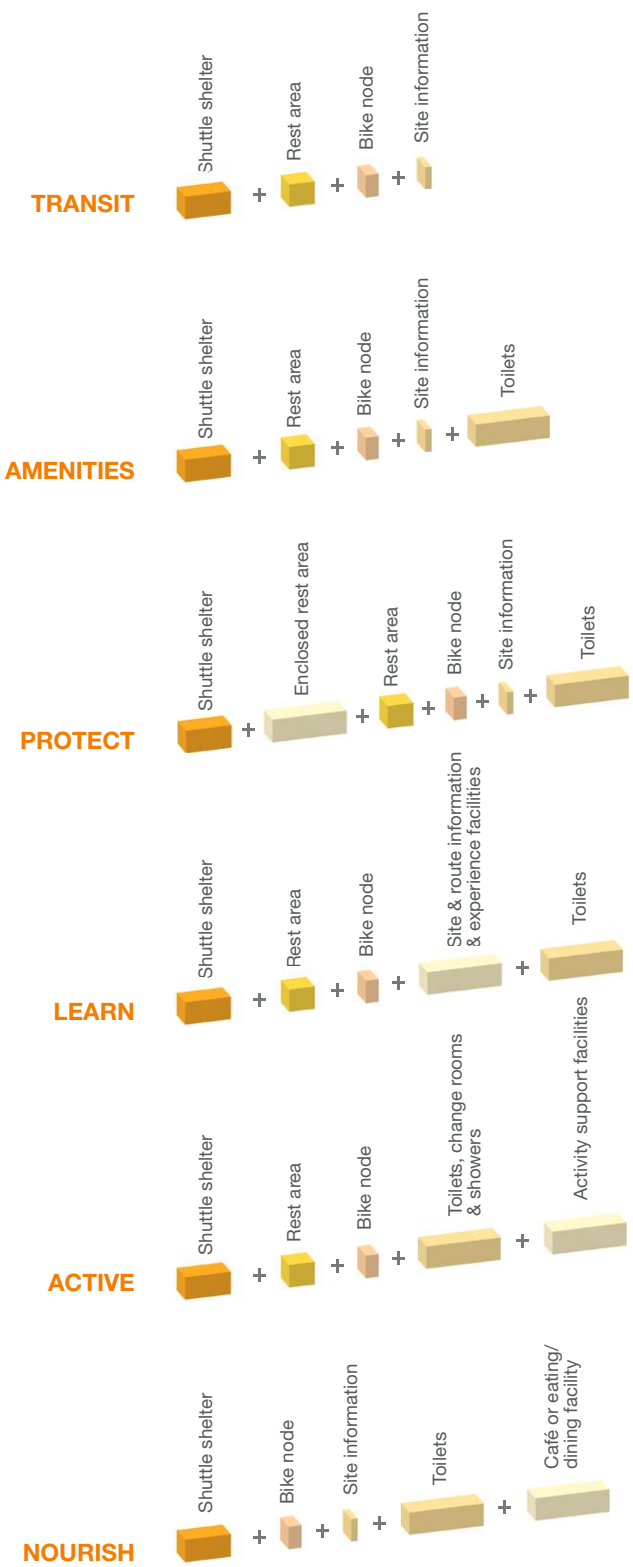 TRANSIT
Shuttle shelter
+
Rest area
+
Bike node
+
Site information
AMENITIES
Shuttle shelter
+
Rest area
+
Bike node
+
Site information
+
Toilets
PROTECT
Shuttle shelter
+
Enclosed rest area
+
Rest area
+
Bike node
+
Site information
+
Toilets
LEARN
Shuttle shelter
+
Rest area
+
Bike node
+
Site & route information
& experience facilities
+
Toilets
ACTIVE
Shuttle shelter
+
Rest area
+
Bike node
+
Toilets, change rooms
& showers
+
Activity support facilities
NOURISH
Shuttle shelter
+
Bike node
+
Site information
+
Toilets
+
Café or eating/
dining facility